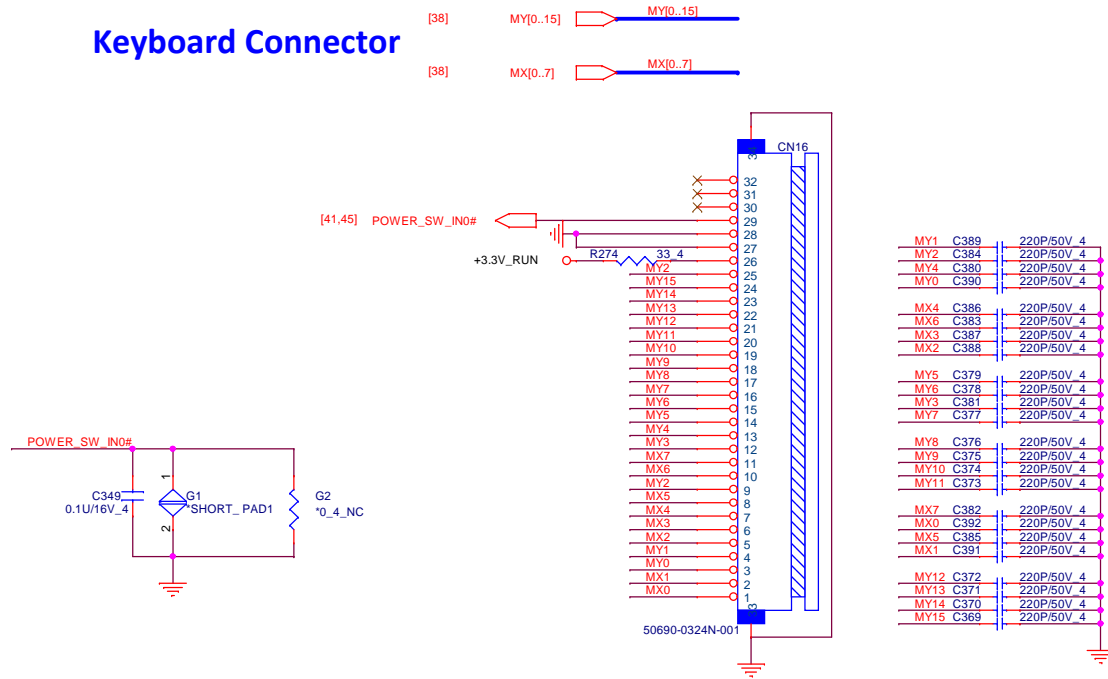 Keyboard Connector
[38] MY[0..15] MY[0..15]
[38] MX[0..7] MX[0..7]
34 CN16
32
31
30
[41,45] POWER_SW_IN0# 29
28
27
+3.3V_RUN R274 33_4 26
MY2 25
MY15 24
MY14 23
MY13 22
MY12 21
MY11 20
MY10 19
MY9 18
MY8 17
MY7 16
MY6 15
MY5 14
MY4 13
MY3 12
MX7 11
MX6 10
MY2 9
MX5 8
MX4 7
MX3 6
MX2 5
MY1 4
MY0 3
MX1 2
MX0 1
33
50690-0324N-001
MY1 C389 220P/50V_4
MY2 C384 220P/50V_4
MY4 C380 220P/50V_4
MY0 C390 220P/50V_4
MX4 C386 220P/50V_4
MX6 C383 220P/50V_4
MX3 C387 220P/50V_4
MX2 C388 220P/50V_4
MY5 C379 220P/50V_4
MY6 C378 220P/50V_4
MY3 C381 220P/50V_4
MY7 C377 220P/50V_4
MY8 C376 220P/50V_4
MY9 C375 220P/50V_4
MY10 C374 220P/50V_4
MY11 C373 220P/50V_4
MX7 C382 220P/50V_4
MX0 C392 220P/50V_4
MX5 C385 220P/50V_4
MX1 C391 220P/50V_4
MY12 C372 220P/50V_4
MY13 C371 220P/50V_4
MY14 C370 220P/50V_4
MY15 C369 220P/50V_4
POWER_SW_IN0#
C349
0.1U/16V_4
1
G1
*SHORT_ PAD1
2
G2
*0_4_NC